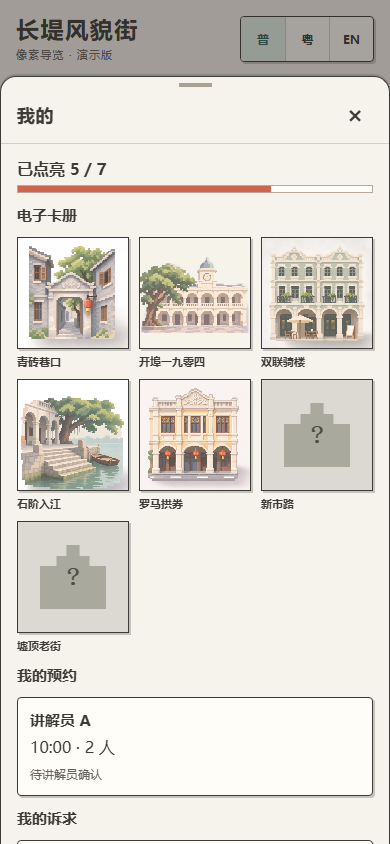 长堤风貌街
像素导览 · 演示版
普 粤 EN
我的 ×
已点亮 5 / 7
电子卡册
青砖巷口 开埠一九零四 双联骑楼
?
石阶入江 罗马拱券 新市路
?
墟顶老街
我的预约
讲解员 A
10:00 · 2 人
待讲解员确认
我的诉求